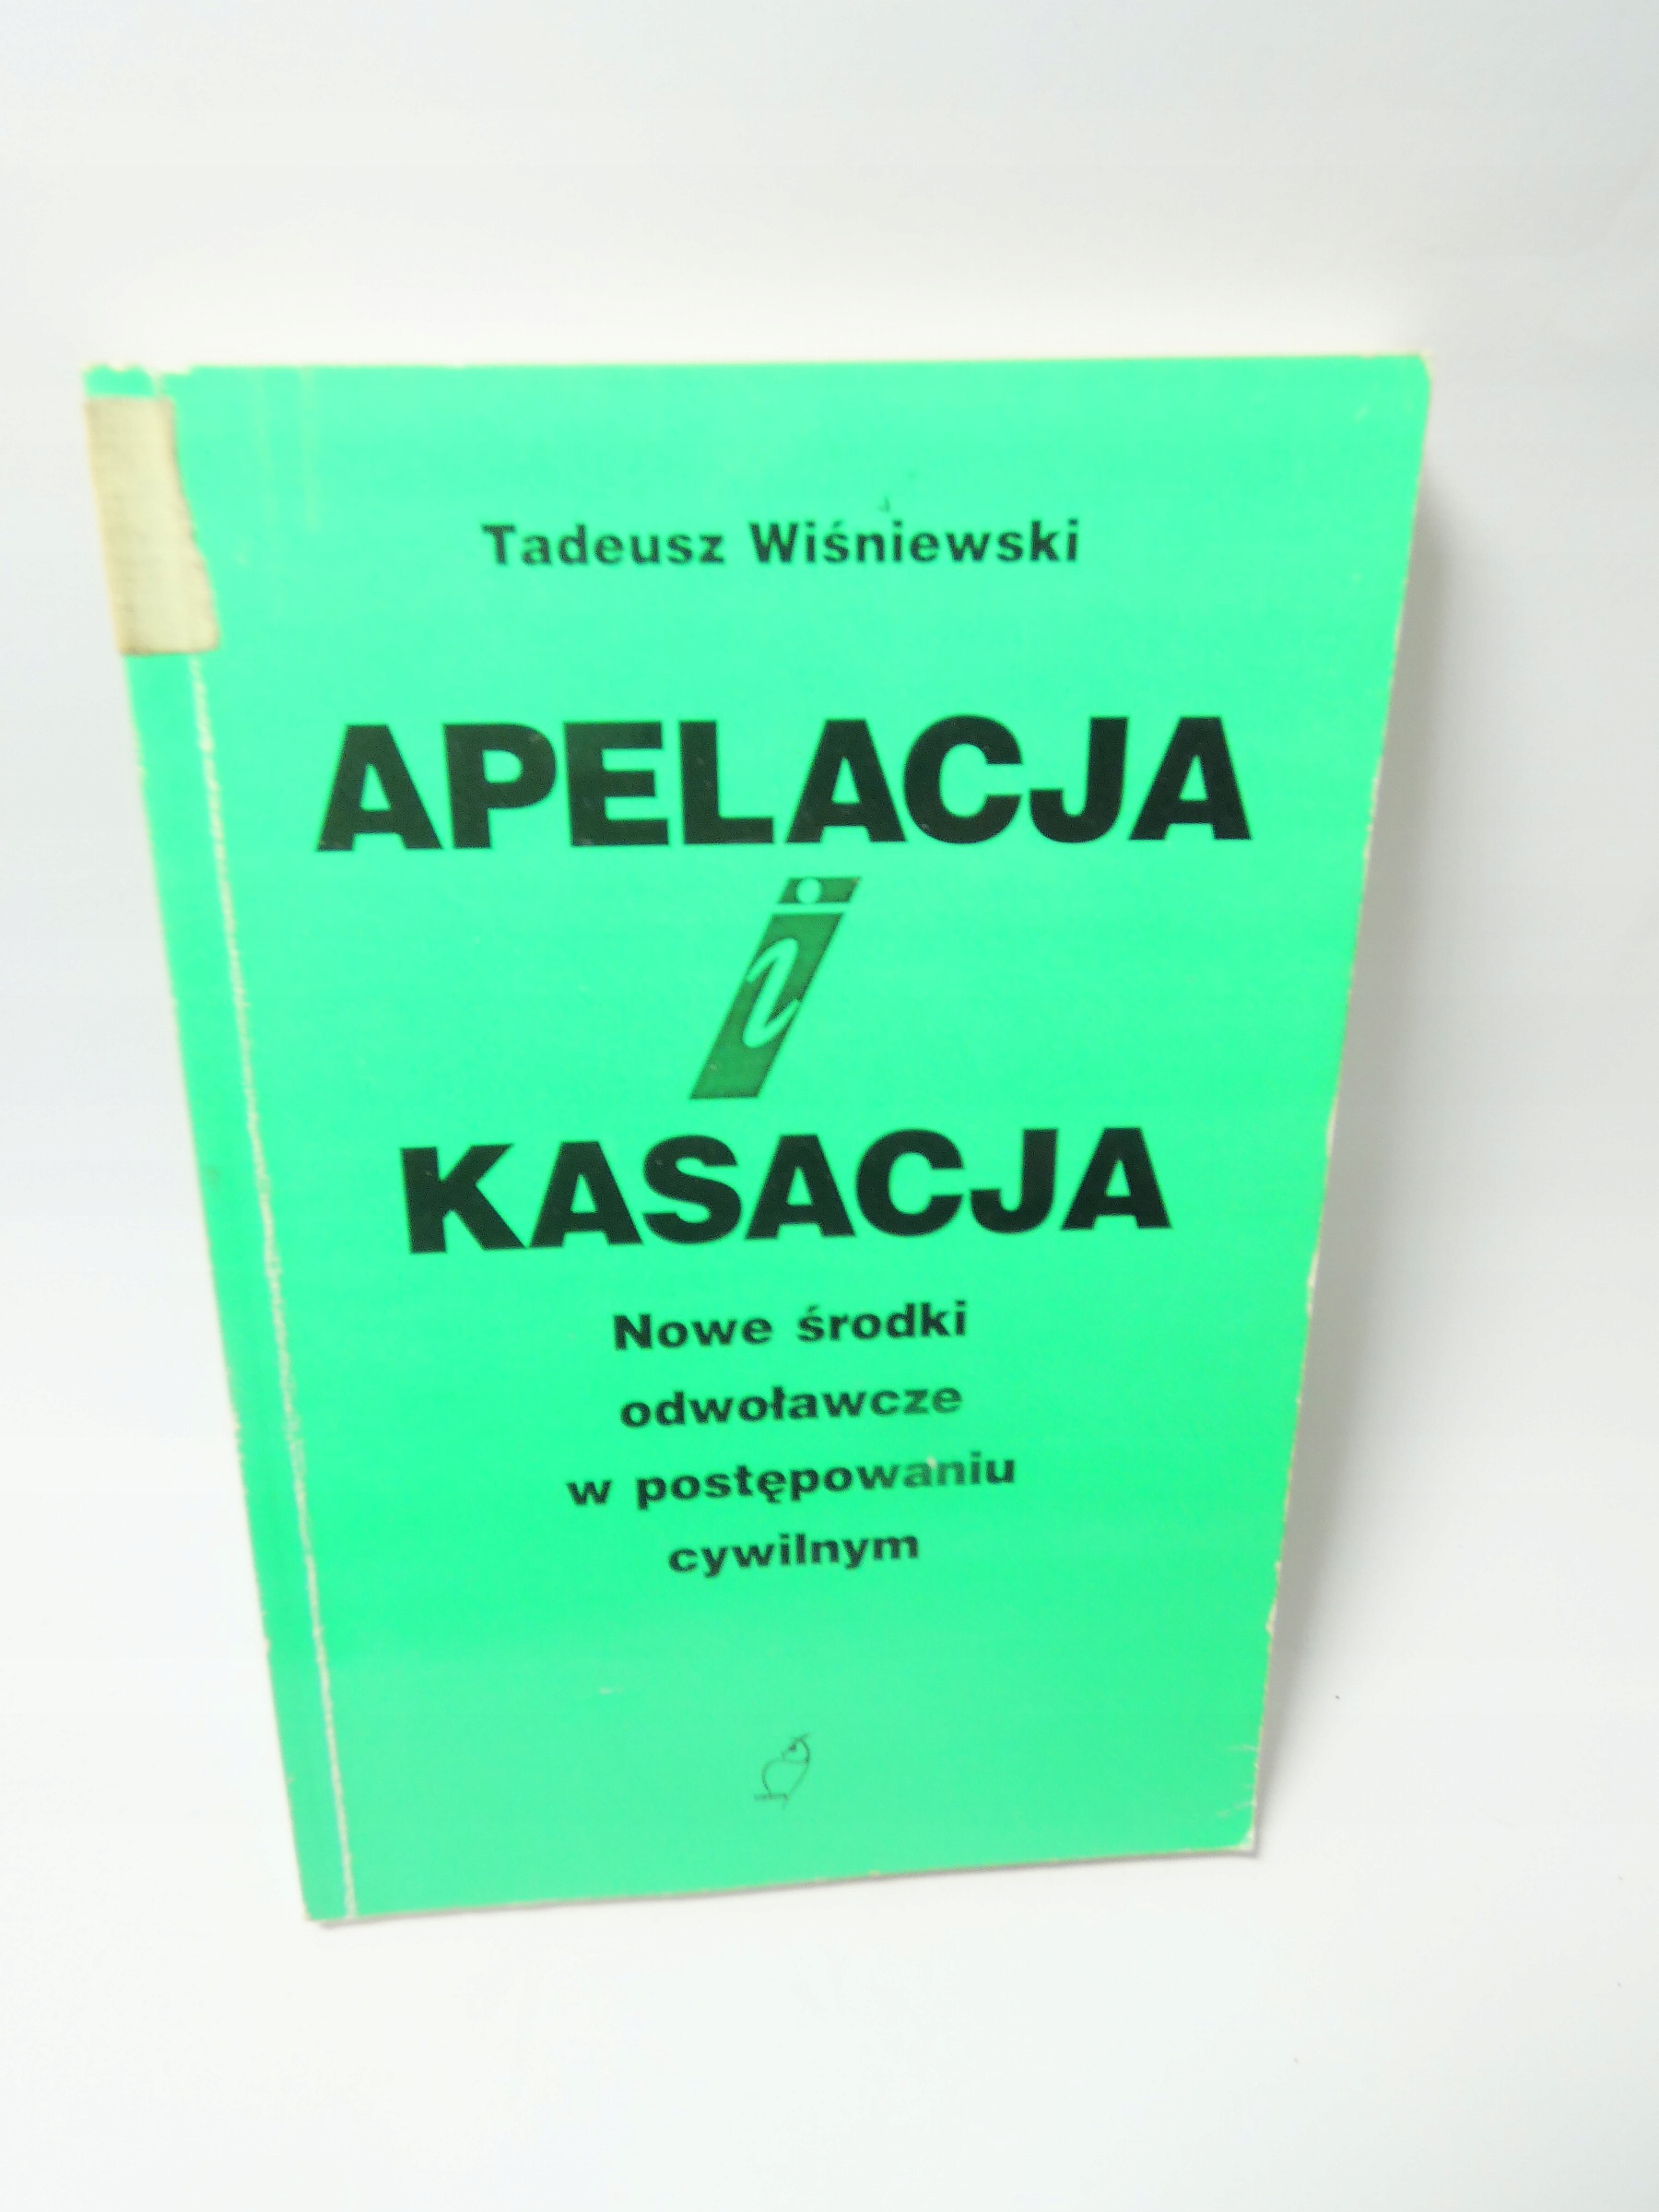 Tadeusz Wiśniewski
APELACJA
i
KASACJA
Nowe środki
odwoławcze
w postępowaniu
cywilnym